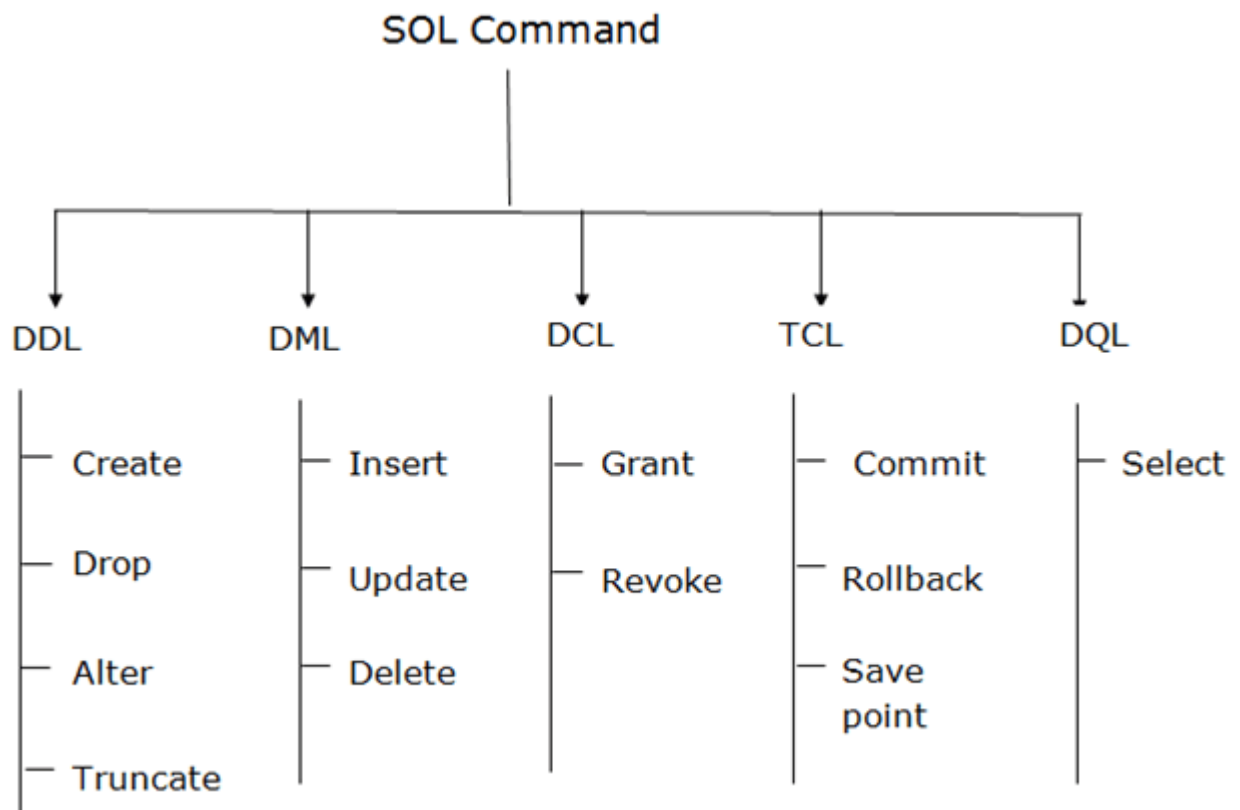 SOL Command
DDL
DML
DCL
TCL
DQL
Create
Drop
Alter
Truncate
Insert
Update
Delete
Grant
Revoke
Commit
Rollback
Save
point
Select